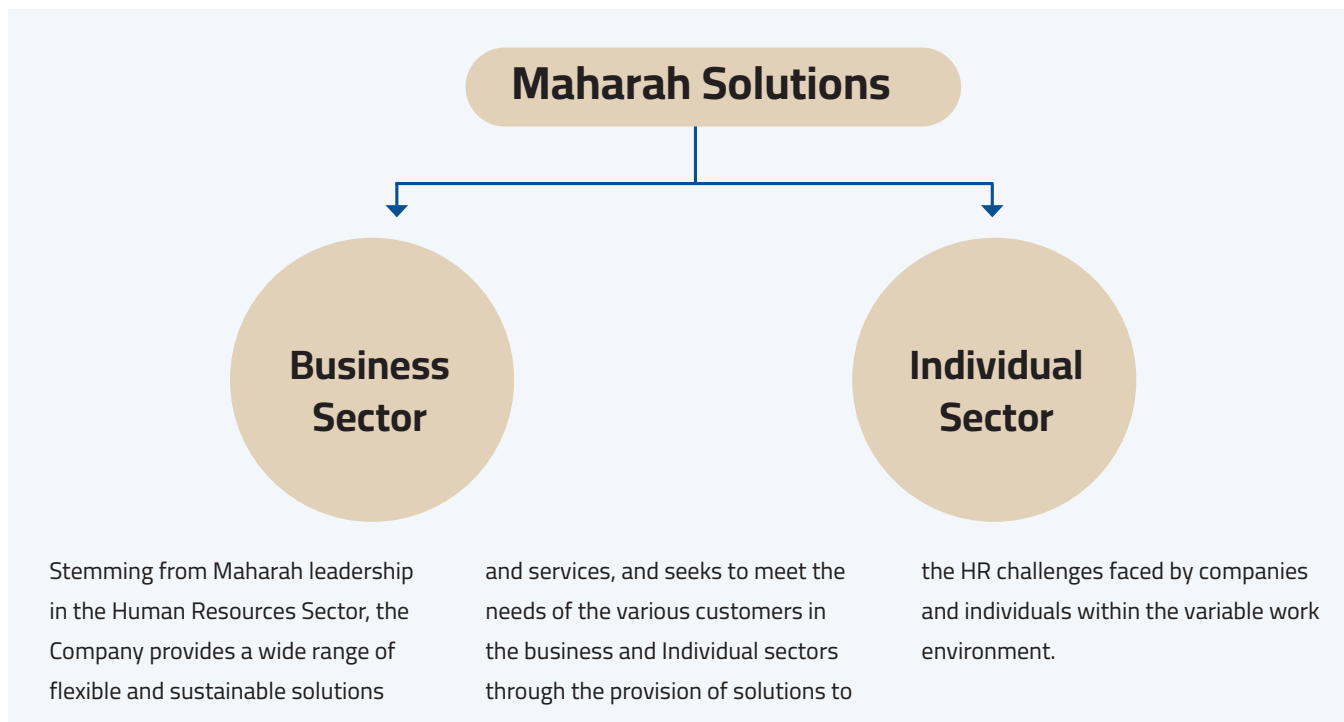 Maharah Solutions
Business
Sector
Individual
Sector
Stemming from Maharah leadership
in the Human Resources Sector, the
Company provides a wide range of
flexible and sustainable solutions
and services, and seeks to meet the
needs of the various customers in
the business and Individual sectors
through the provision of solutions to
the HR challenges faced by companies
and individuals within the variable work
environment.